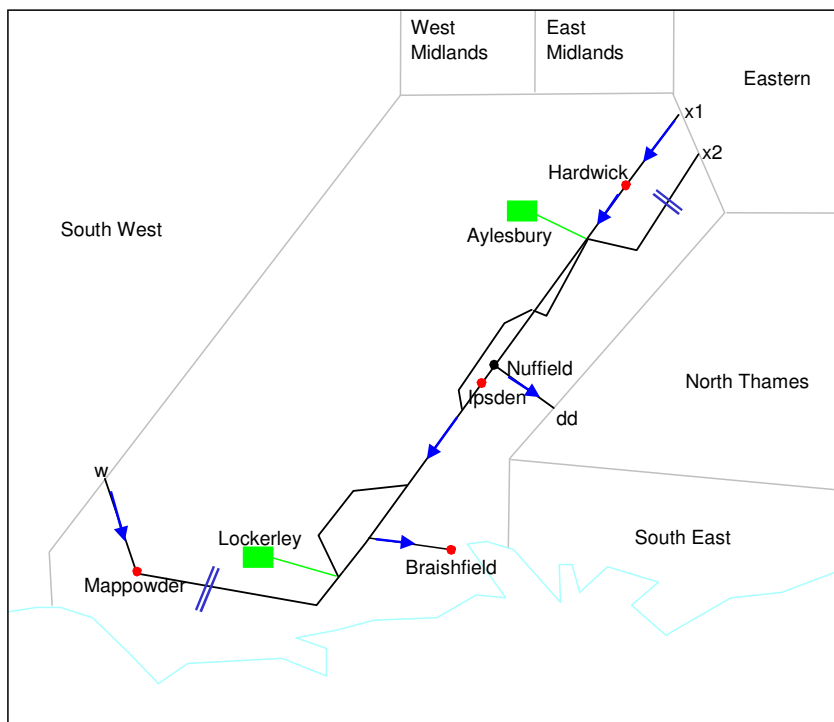 West
Midlands
East
Midlands
Eastern
x1
x2
Hardwick
South West
Aylesbury
Nuffield
North Thames
Ipsden
dd
w
Lockerley
South East
Braishfield
Mappowder